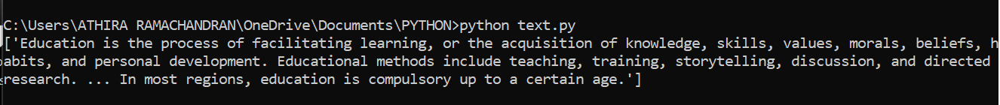 C:\Users\ATHIRA RAMACHANDRAN\OneDrive\Documents\PYTHON>python text.py
['Education is the process of facilitating learning, or the acquisition of knowledge, skills, values, morals, beliefs, h
abits, and personal development. Educational methods include teaching, training, storytelling, discussion, and directed
research. ... In most regions, education is compulsory up to a certain age.']